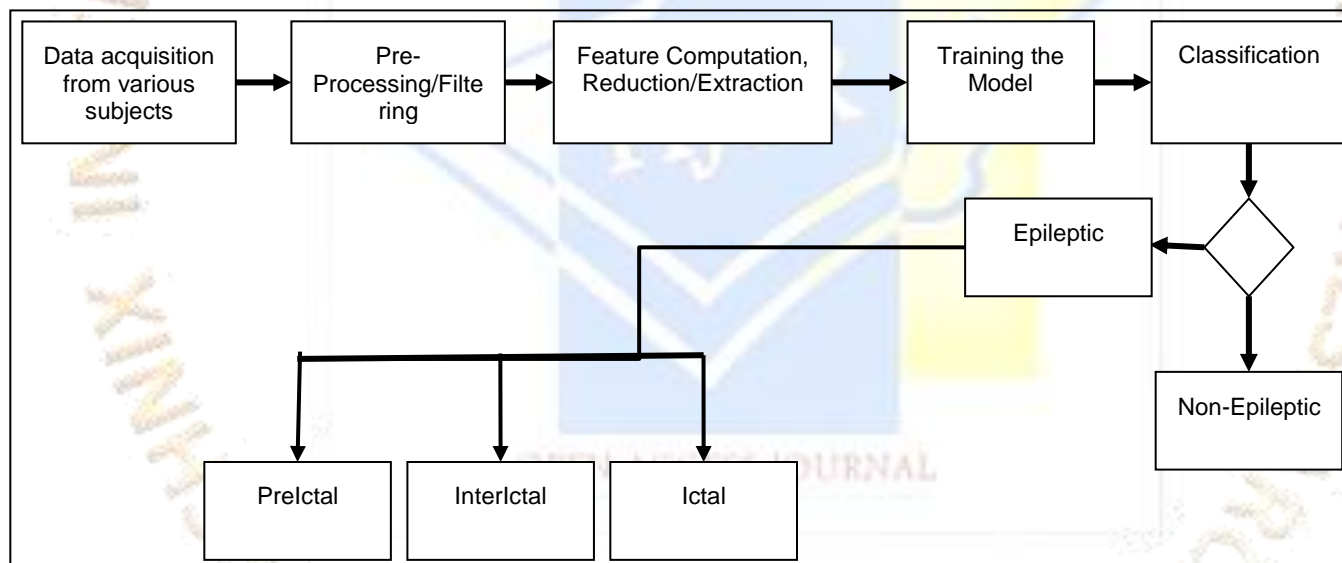 Data acquisition
from various
subjects
Pre-
Processing/Filte
ring
Feature Computation,
Reduction/Extraction
Training the
Model
Classification
Epileptic
Non-Epileptic
PreIctal
InterIctal
Ictal
JOURNAL